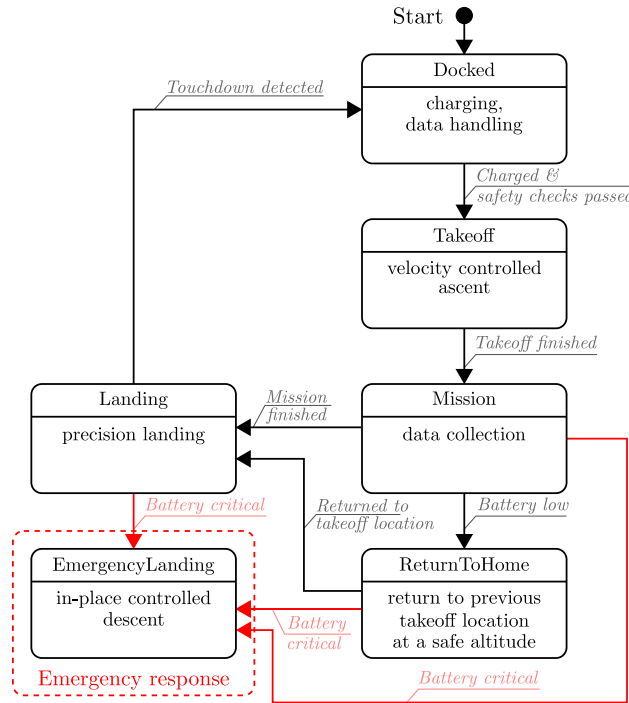 Start
Docked
charging,
data handling
Touchdown detected
Charged &
safety checks passed
Takeoff
velocity controlled
ascent
Takeoff finished
Landing
precision landing
Mission
finished
Mission
data collection
Battery critical
Returned to
takeoff location
Battery low
EmergencyLanding
in-place controlled
descent
Emergency response
Battery
critical
ReturnToHome
return to previous
takeoff location
at a safe altitude
Battery critical